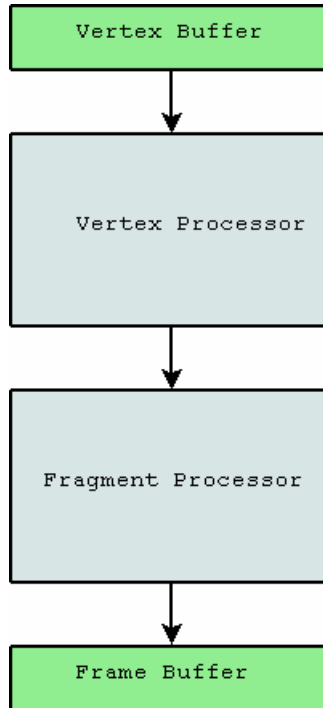 Vertex Buffer
Vertex Processor
Fragment Processor
Frame Buffer